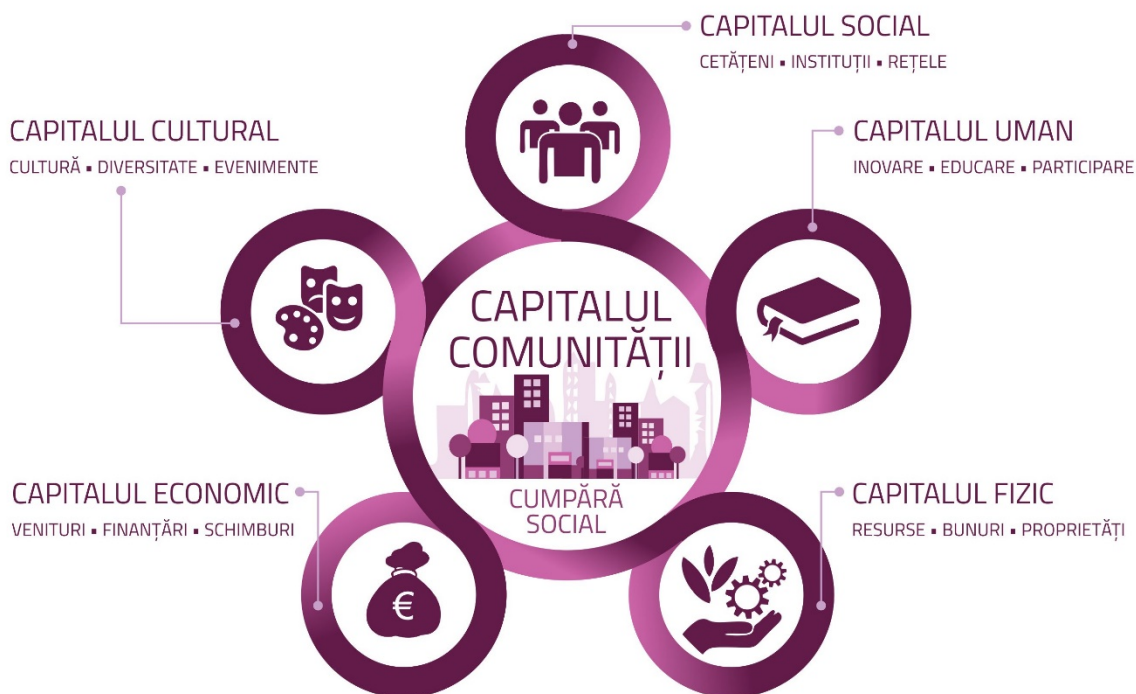 CAPITALUL SOCIAL
CETĂȚENI ▪ INSTITUȚII ▪ REȚELE
CAPITALUL CULTURAL
CULTURĂ ▪ DIVERSITATE ▪ EVENIMENTE
CAPITALUL UMAN
INOVARE ▪ EDUCARE ▪ PARTICIPARE
CAPITALUL
COMUNITĂȚII
CUMPĂRĂ
SOCIAL
CAPITALUL ECONOMIC
VENITURI ▪ FINANȚĂRI ▪ SCHIMBURI
€
CAPITALUL FIZIC
RESURSE ▪ BUNURI ▪ PROPRIETĂȚI